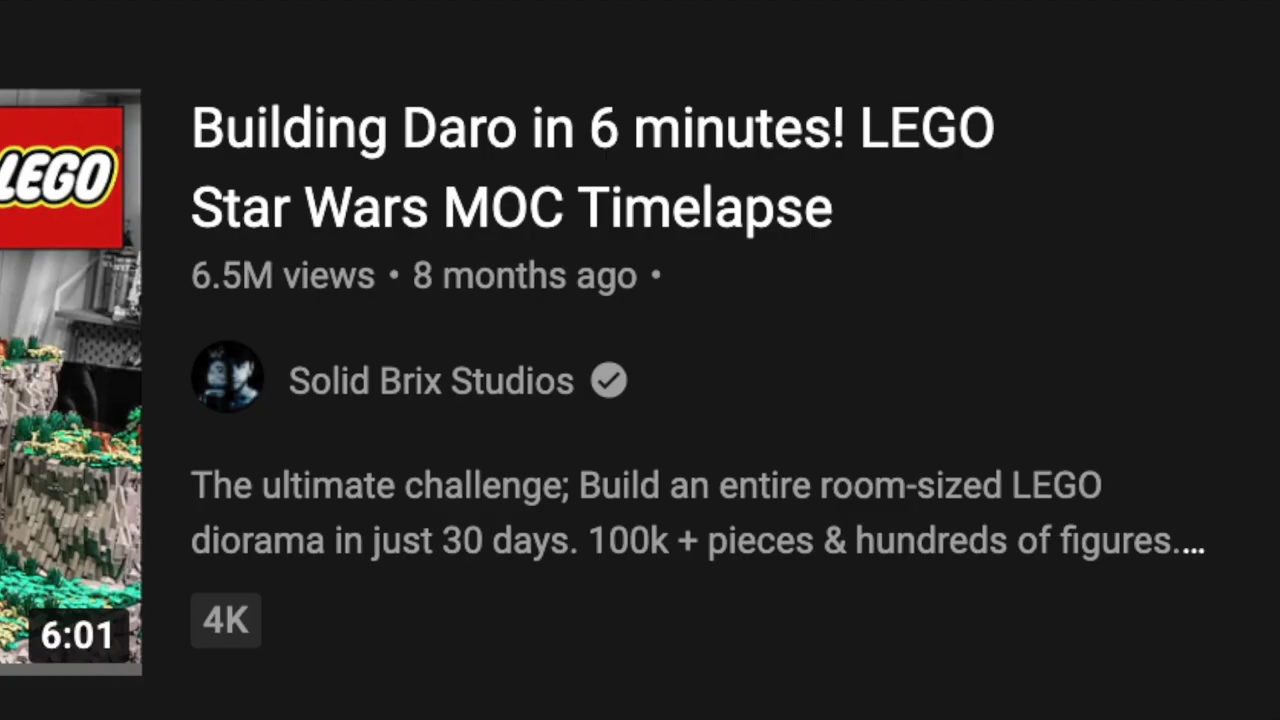 LEGO
Building Daro in 6 minutes! LEGO
Star Wars MOC Timelapse
6.5M views • 8 months ago •
Solid Brix Studios
The ultimate challenge; Build an entire room-sized LEGO
diorama in just 30 days. 100k + pieces & hundreds of figures....
4K
6:01